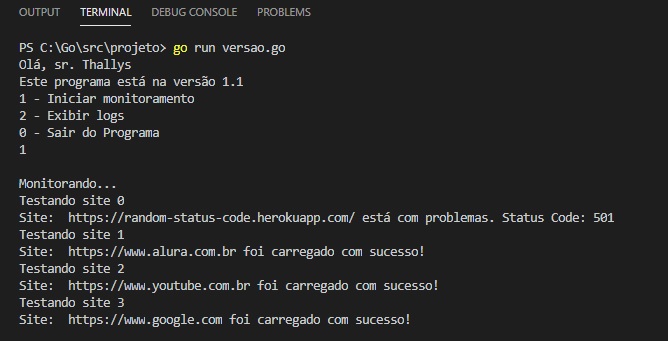 OUTPUT TERMINAL DEBUG CONSOLE PROBLEMS
PS C:\Go\src\projeto> go run versao.go
Olá, sr. Thallys
Este programa está na versão 1.1
1 - Iniciar monitoramento
2 - Exibir logs
0 - Sair do Programa
1
Monitorando...
Testando site 0
Site:  https://random-status-code.herokuapp.com/ está com problemas. Status Code: 501
Testando site 1
Site:  https://www.alura.com.br foi carregado com sucesso!
Testando site 2
Site:  https://www.youtube.com.br foi carregado com sucesso!
Testando site 3
Site:  https://www.google.com foi carregado com sucesso!